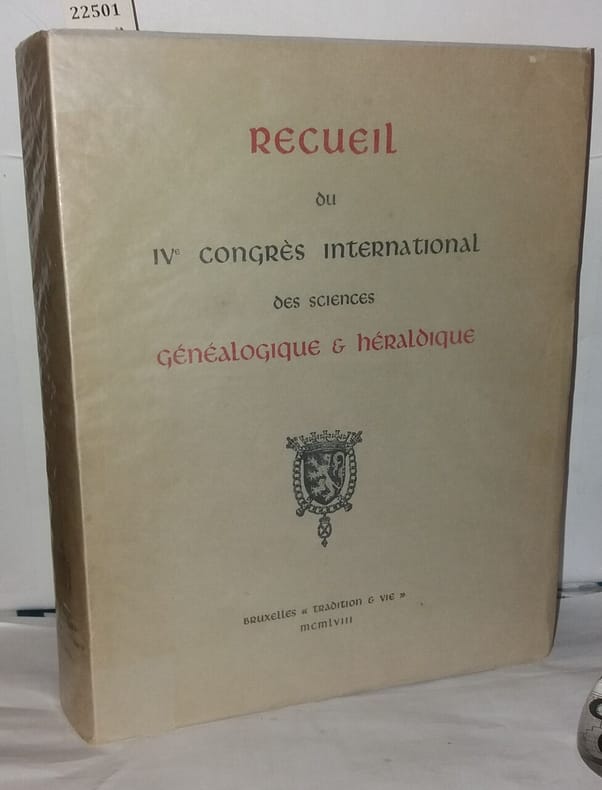 22501
Recueil
du
IVe Congrès International
des sciences
Généalogique & héraldique
Bruxelles « Tradition & Vie »
MCMLVIII